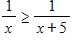 1/x ≥ 1/(x + 5)